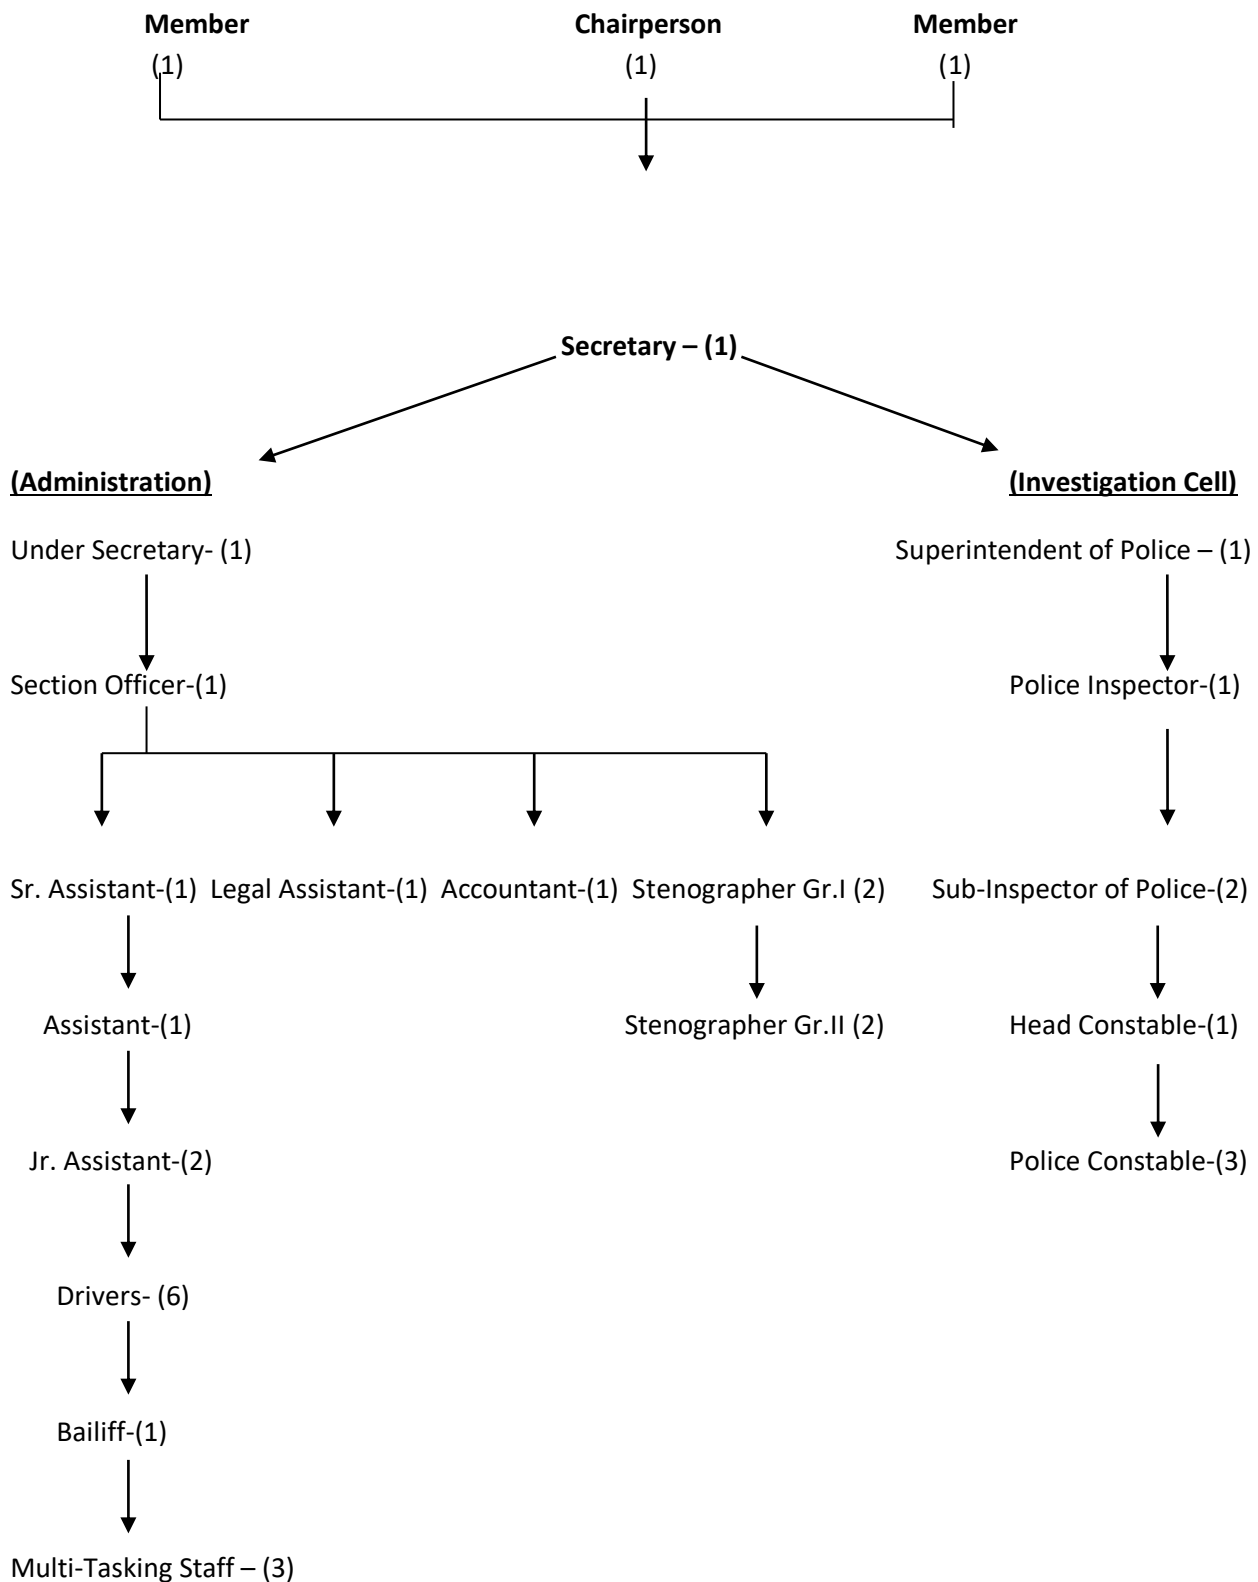 Member Chairperson Member
(1) (1) (1)
Secretary – (1)
(Administration) (Investigation Cell)
Under Secretary- (1) Superintendent of Police – (1)
Section Officer-(1) Police Inspector-(1)
Sr. Assistant-(1) Legal Assistant-(1) Accountant-(1) Stenographer Gr.I (2) Sub-Inspector of Police-(2)
Assistant-(1) Stenographer Gr.II (2) Head Constable-(1)
Jr. Assistant-(2) Police Constable-(3)
Drivers- (6)
Bailiff-(1)
Multi-Tasking Staff – (3)